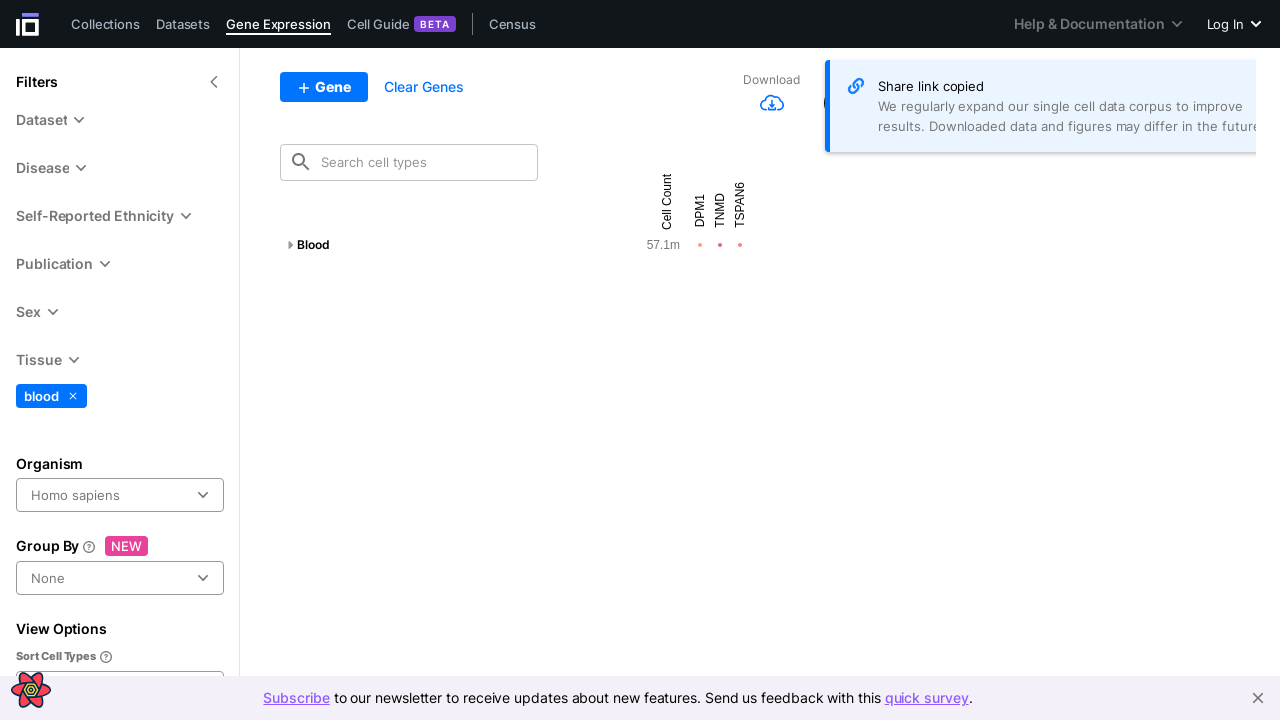 Collections Datasets Gene Expression Cell Guide BETA Census Help & Documentation Log In
Filters
Dataset
Disease
Self-Reported Ethnicity
Publication
Sex
Tissue
blood
Organism
Homo sapiens
Group By NEW
None
View Options
Sort Cell Types
+ Gene Clear Genes
Download
Share link copied
We regularly expand our single cell data corpus to improve
results. Downloaded data and figures may differ in the future
Search cell types
Cell Count
DPM1
TNMD
TSPAN6
Blood 57.1m
Subscribe to our newsletter to receive updates about new features. Send us feedback with this quick survey.